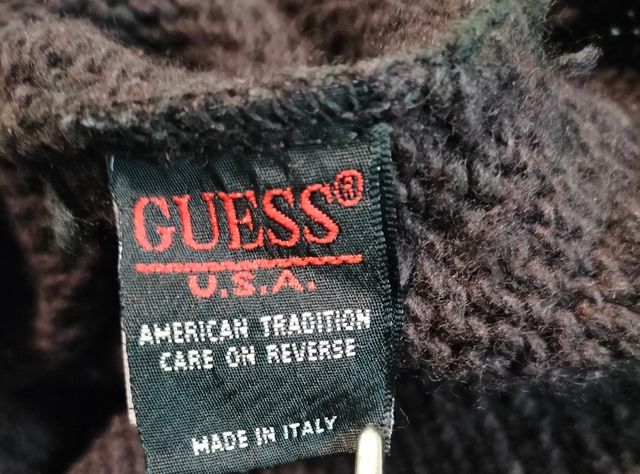 GUESS®
U.S.A.
AMERICAN TRADITION
CARE ON REVERSE
MADE IN ITALY